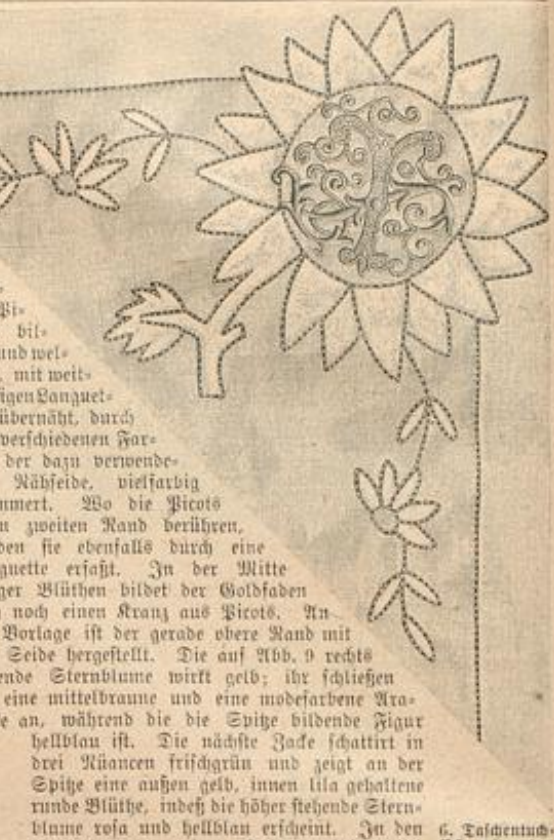 Pi⸗
bil⸗
und wel⸗
mit weit⸗
igen Languet⸗
übernäht, durch
verschiedenen Far⸗
der dazu verwende⸗
Nähseide, vielfarbig
mmert. Wo die Picots
n zweiten Rand berühren,
den sie ebenfalls durch eine
guette erfaßt. In der Mitte
ger Blüthen bildet der Goldfaden
noch einen Kranz aus Picots. An
Vorlage ist der gerade obere Rand mit
Seide hergestellt. Die auf Abb. 9 rechts
ende Sternblume wirkt gelb; ihr schließen
eine mittelbraune und eine modefarbene Ara⸗
e an, während die die Spitze bildende Figur
hellblau ist. Die nächste Zacke schattirt in
drei Nüancen frischgrün und zeigt an der
Spitze eine außen gelb, innen lila gehaltene
runde Blüthe, indeß die höher stehende Stern⸗
blume rosa und hellblau erscheint. In den
6. Taschentuch⸗